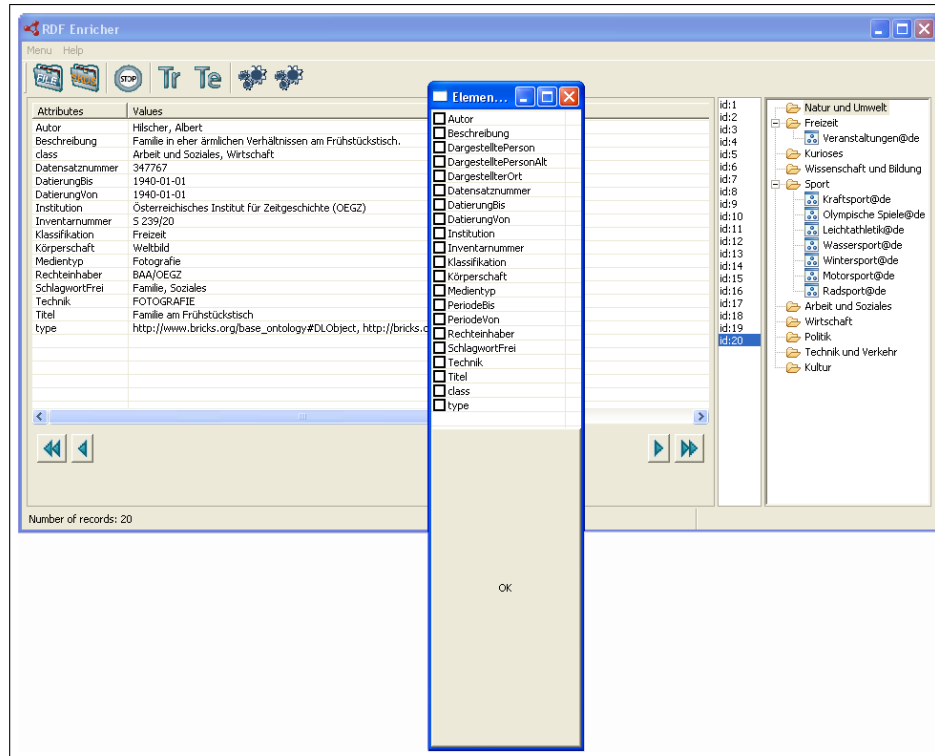 RDF Enricher
Menu Help
FILE
STOP Tr Te
Attributes Values
Autor Hilscher, Albert
Beschreibung Familie in eher ärmlichen Verhältnissen am Frühstückstisch.
class Arbeit und Soziales, Wirtschaft
Datensatznummer 347767
DatierungBis 1940-01-01
DatierungVon 1940-01-01
Institution Österreichisches Institut für Zeitgeschichte (OEGZ)
Inventarnummer S 239/20
Klassifikation Freizeit
Körperschaft Weltbild
Medientyp Fotografie
Rechteinhaber BAA/OEGZ
SchlagwortFrei Familie, Soziales
Technik FOTOGRAFIE
Titel Familie am Frühstückstisch
type http://www.bricks.org/base_ontology#DLObject, http://bricks.c
Number of records: 20
Elemen...
Autor
Beschreibung
DargestelltePerson
DargestelltePersonAlt
DargestellterOrt
Datensatznummer
DatierungBis
DatierungVon
Institution
Inventarnummer
Klassifikation
Körperschaft
Medientyp
PeriodeBis
PeriodeVon
Rechteinhaber
SchlagwortFrei
Technik
Titel
class
type
OK
id:1
id:2
id:3
id:4
id:5
id:6
id:7
id:8
id:9
id:10
id:11
id:12
id:13
id:14
id:15
id:16
id:17
id:18
id:19
id:20
Natur und Umwelt
Freizeit
Veranstaltungen@de
Kurioses
Wissenschaft und Bildung
Sport
Kraftsport@de
Olympische Spiele@de
Leichtathletik@de
Wassersport@de
Wintersport@de
Motorsport@de
Radsport@de
Arbeit und Soziales
Wirtschaft
Politik
Technik und Verkehr
Kultur